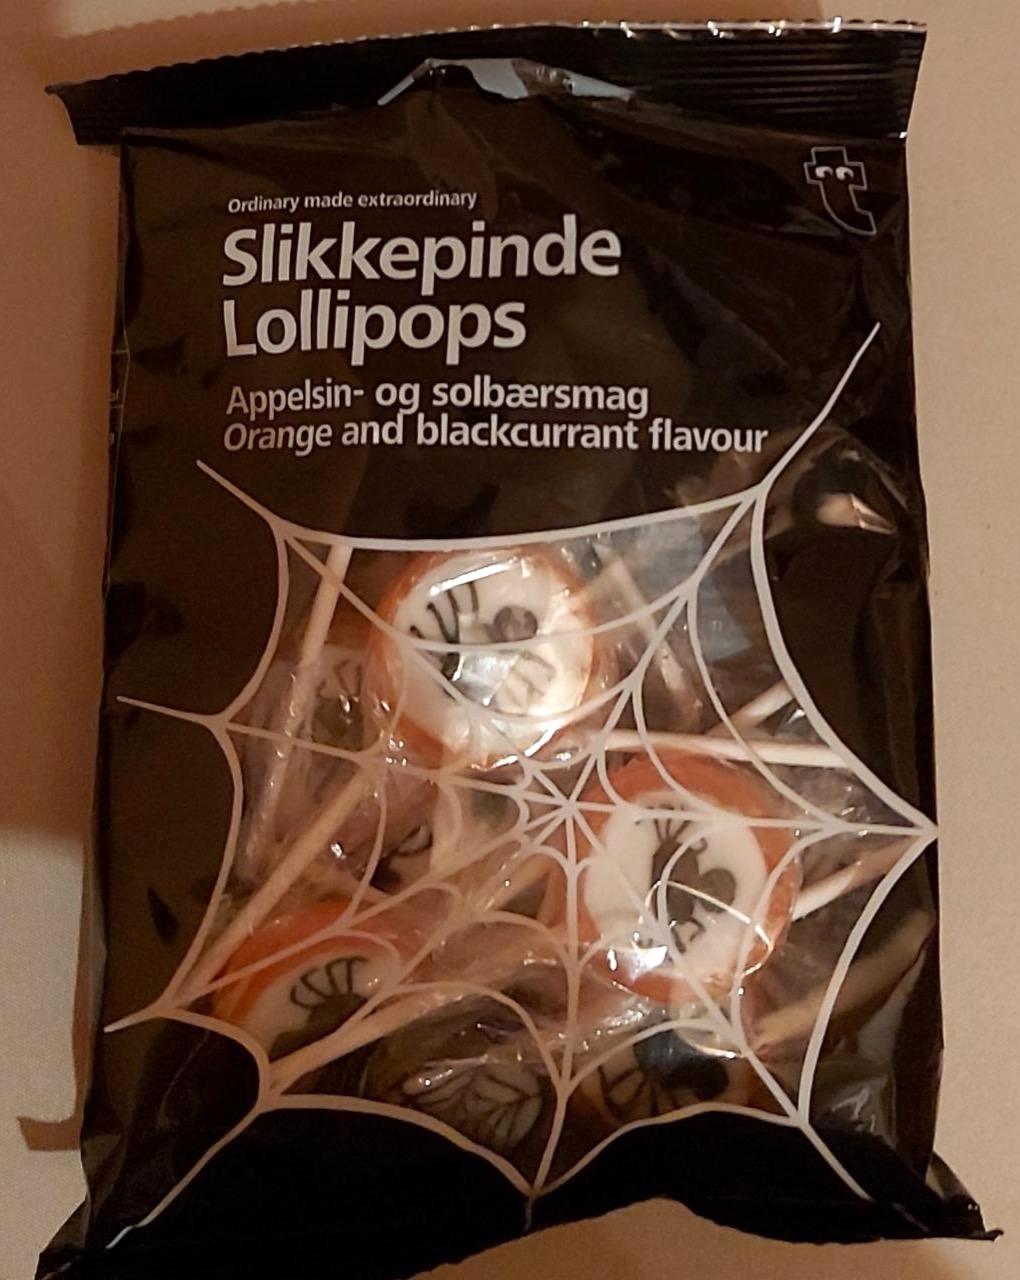 Ordinary made extraordinary
Slikkepinde
Lollipops
Appelsin- og solbærsmag
Orange and blackcurrant flavour